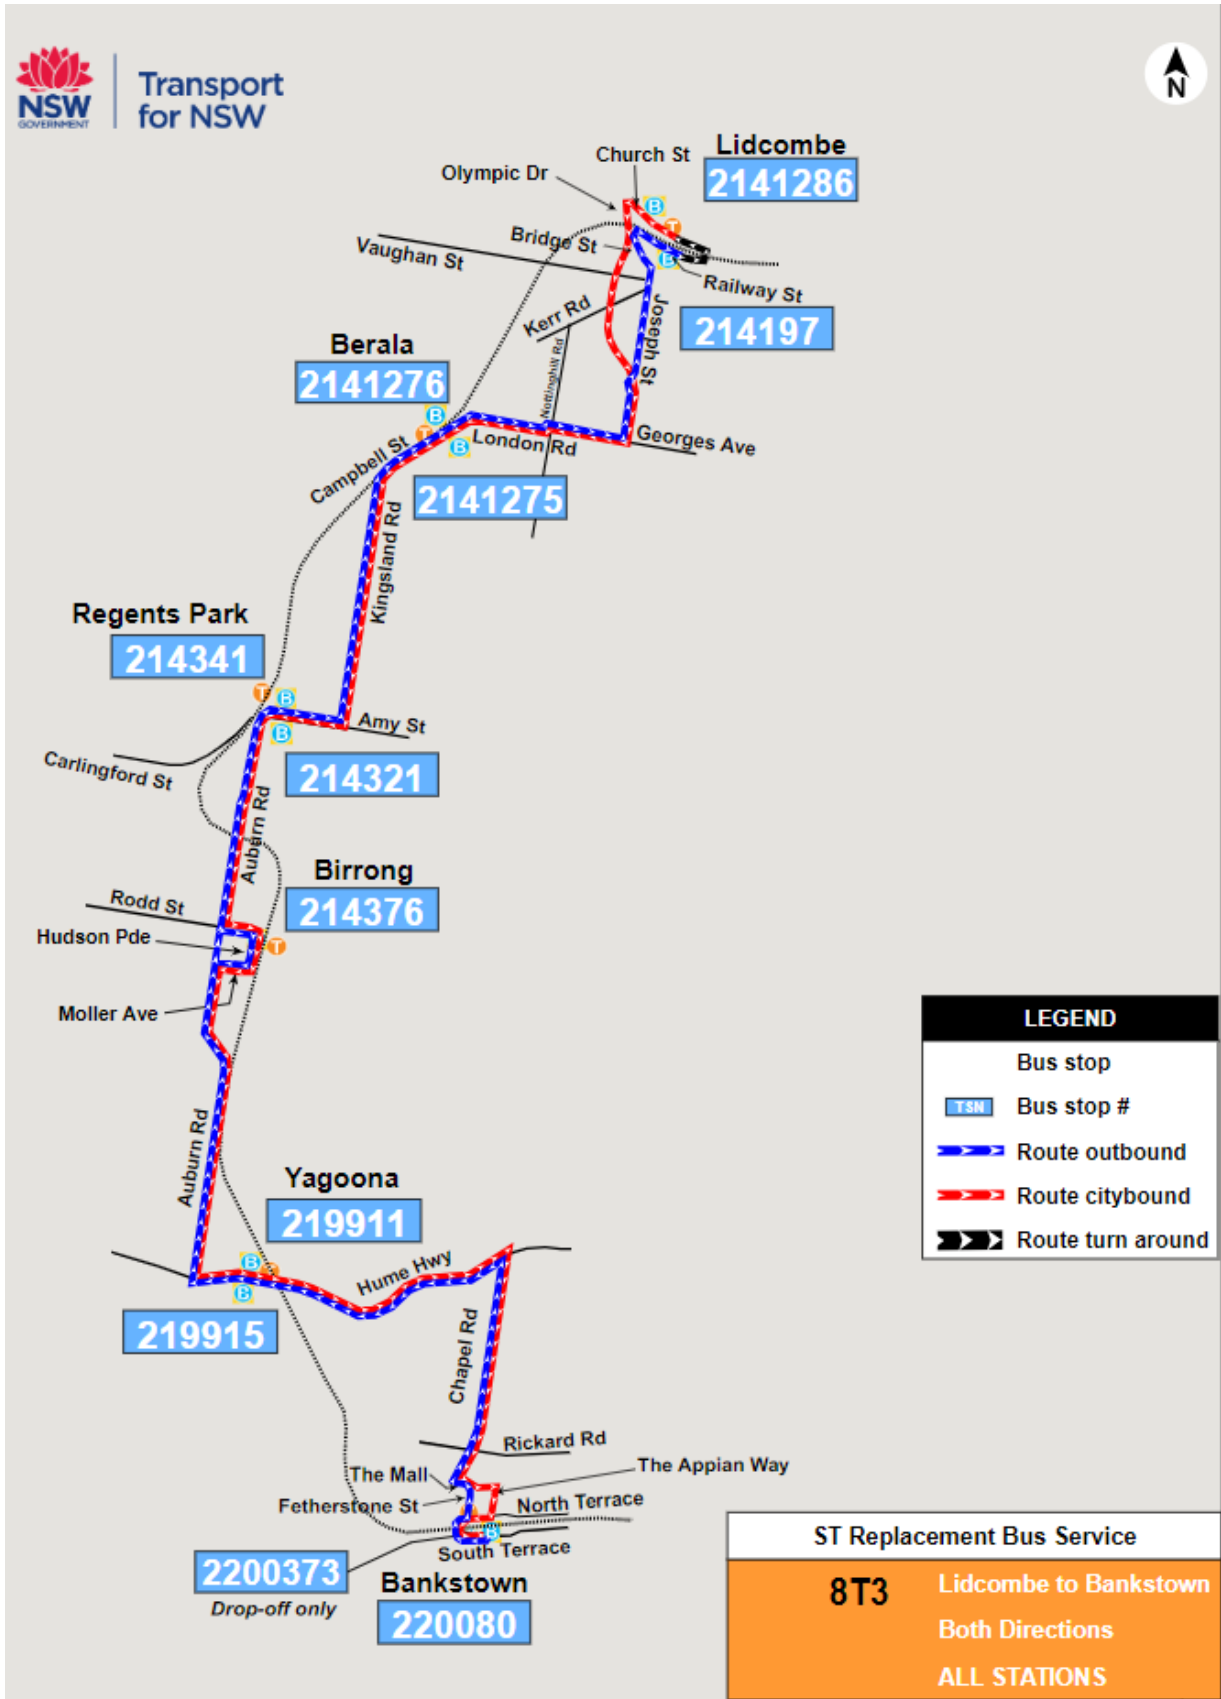 NSW
GOVERNMENT
Transport
for NSW
N
Lidcombe
2141286
Church St
Olympic Dr
Bridge St
Vaughan St
Railway St
214197
Kerr Rd
Joseph St
Nottinghill Rd
Berala
2141276
Georges Ave
London Rd
Campbell St
2141275
Kingsland Rd
Regents Park
214341
Amy St
Carlingford St
214321
Auburn Rd
Birrong
214376
Rodd St
Hudson Pde
Moller Ave
LEGEND
Bus stop
TSN Bus stop #
Route outbound
Route citybound
Route turn around
Auburn Rd
Yagoona
219911
Hume Hwy
219915
Chapel Rd
Rickard Rd
The Mall
The Appian Way
Fetherstone St
North Terrace
South Terrace
2200373
Drop-off only
Bankstown
220080
ST Replacement Bus Service
8T3 Lidcombe to Bankstown
Both Directions
ALL STATIONS
B
T
B
B
T
B
T
B
B
T
B
B
B